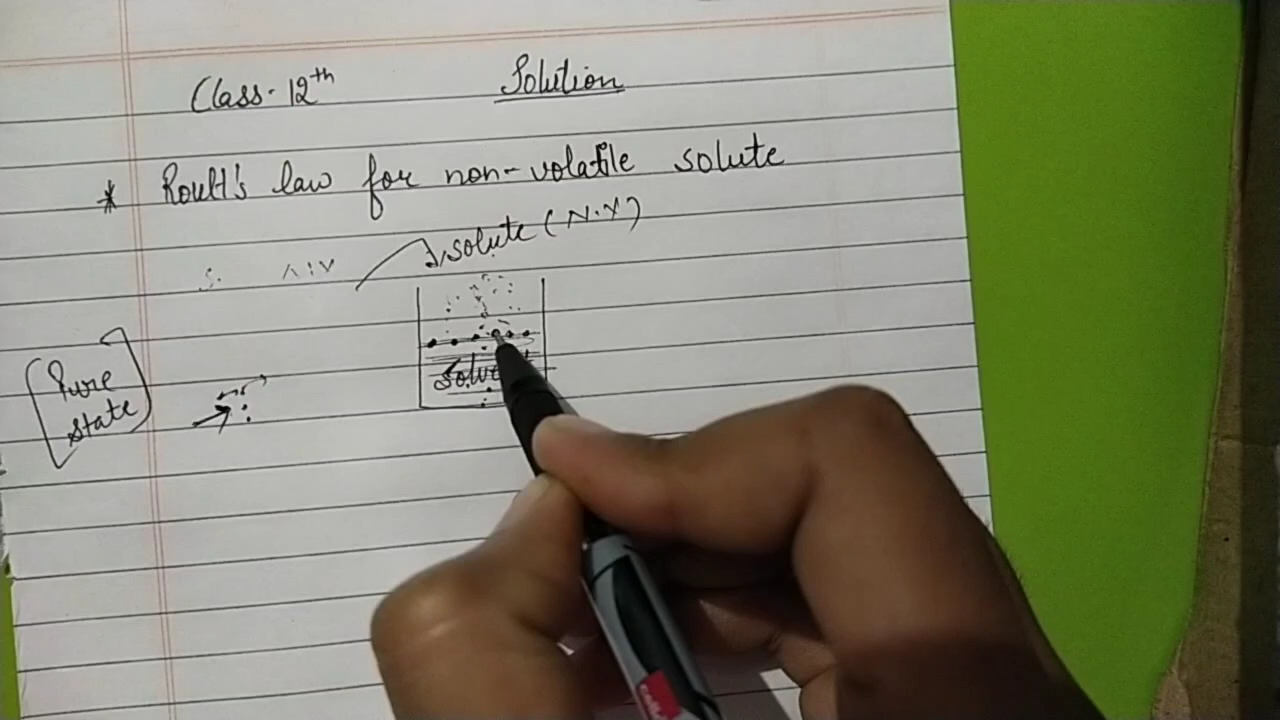 Class. 12th Solution
* Roult's law for non-volatile solute
solute (N.V)
Pure
state